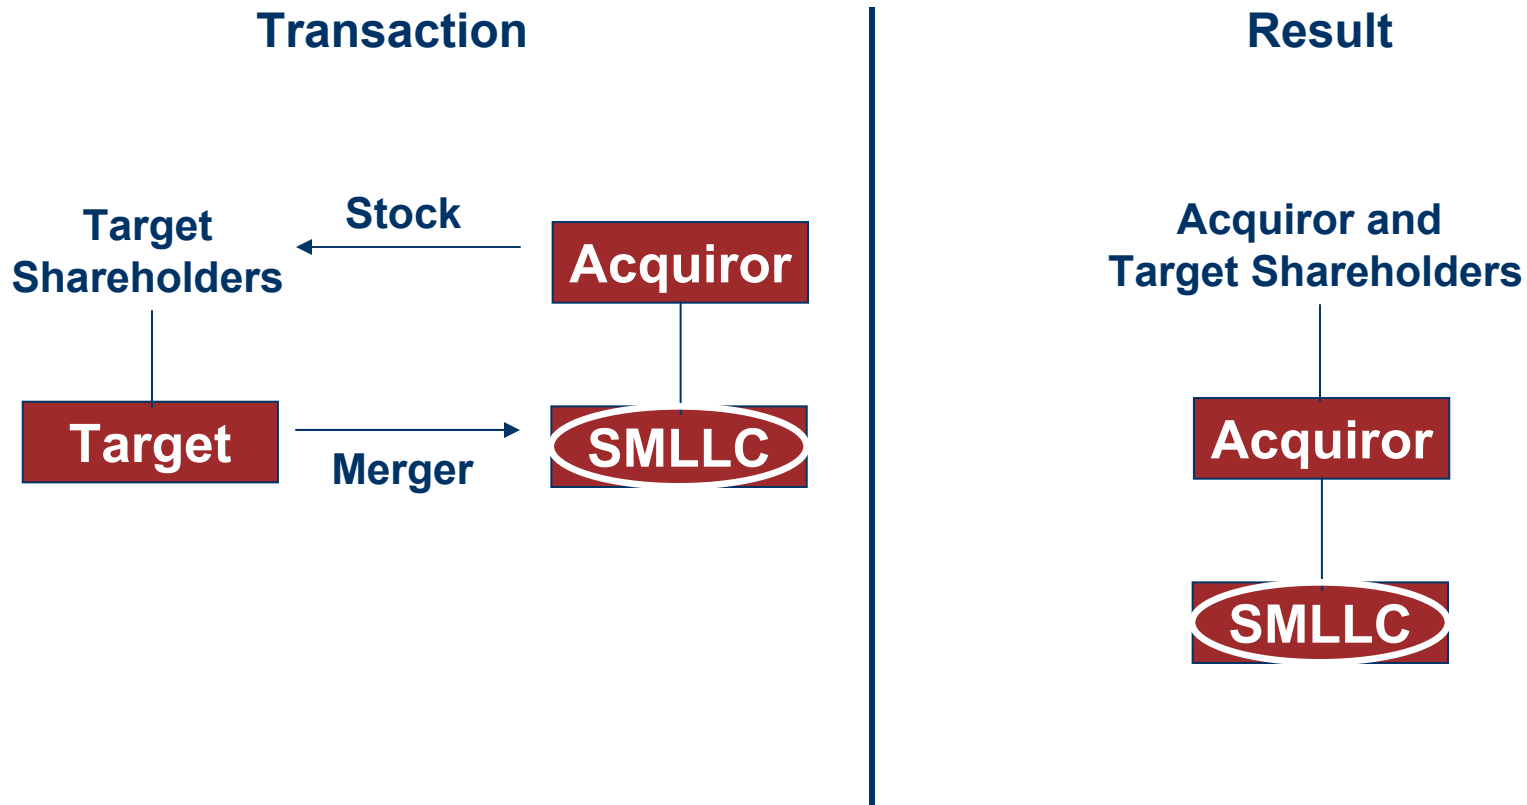 Transaction
Result
Target
Shareholders
Stock
Acquiror
Target
Merger
SMLLC
Acquiror and
Target Shareholders
Acquiror
SMLLC